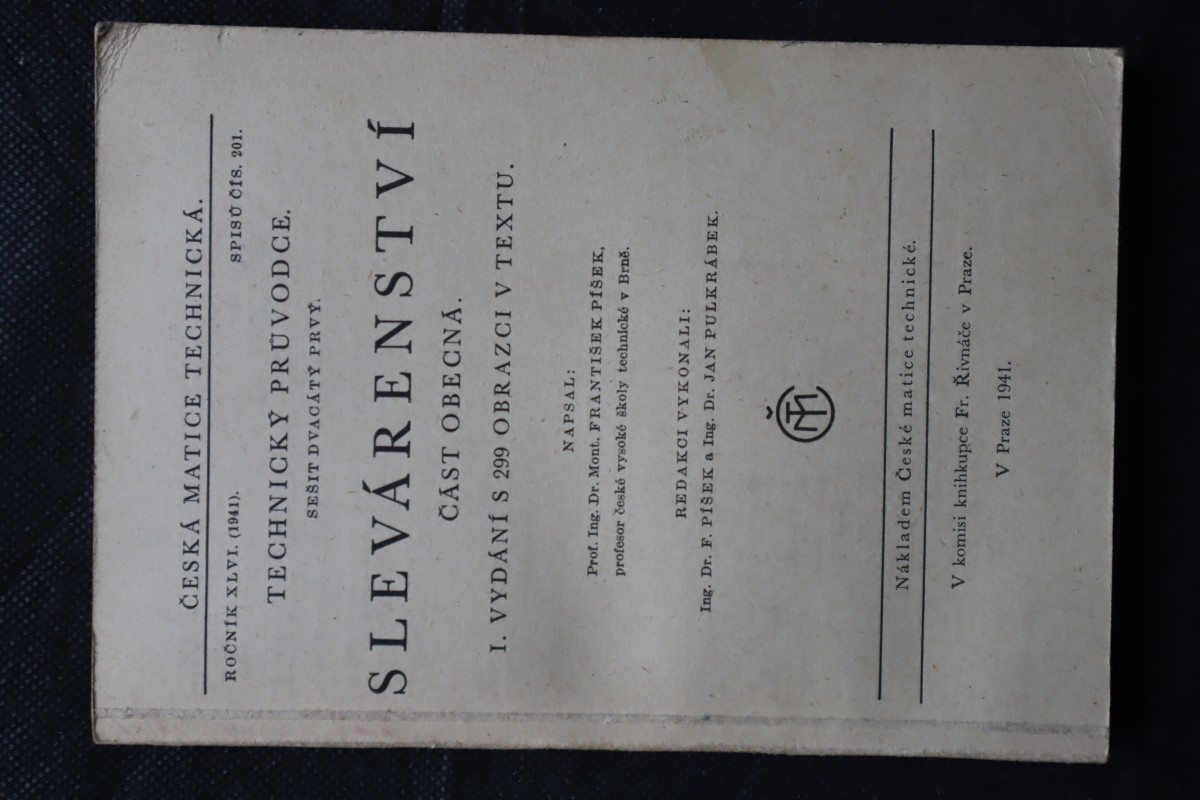 ČESKÁ MATICE TECHNICKÁ.
ROČNÍK XLVI. (1941). SPISŮ ČÍS. 201.
TECHNICKÝ PRŮVODCE.
SEŠIT DVACÁTÝ PRVÝ.
SLEVÁRENSTVÍ
ČÁST OBECNÁ.
I. VYDÁNÍ S 299 OBRAZCI V TEXTU.
NAPSAL:
Prof. Ing. Dr. Mont. FRANTIŠEK PÍŠEK,
profesor české vysoké školy technické v Brně.
REDAKCI VYKONALI:
Ing. Dr. F. PÍŠEK a Ing. Dr. JAN PULKRÁBEK.
ČMT
Nákladem České matice technické.
V komisi knihkupce Fr. Řivnáče v Praze.
V Praze 1941.